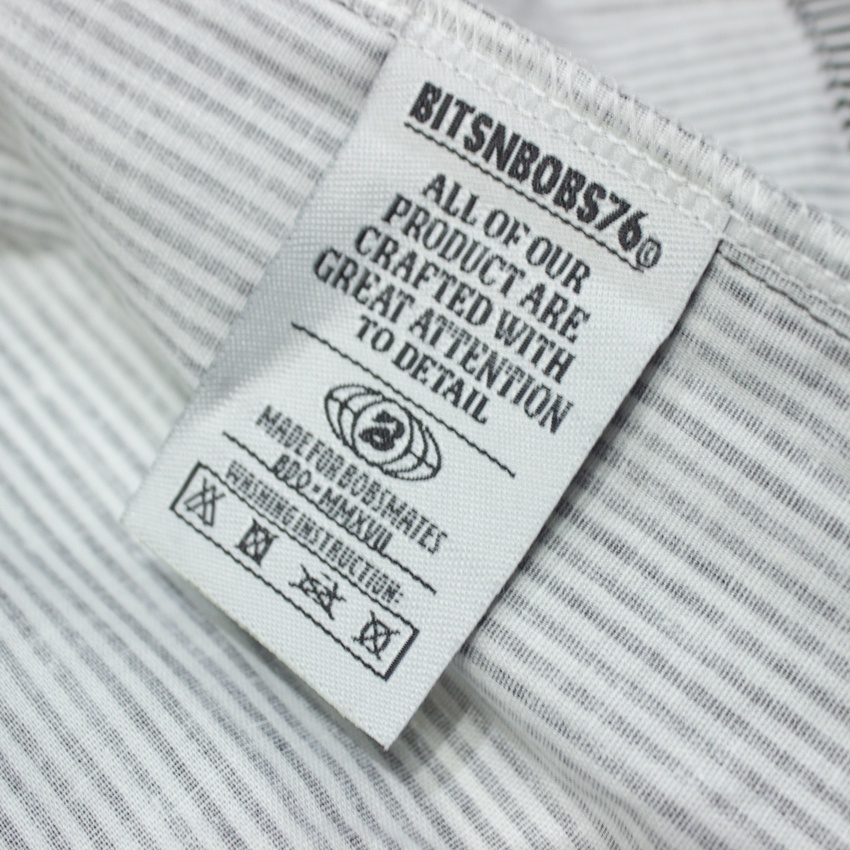 BITSNBOBS76®
ALL OF OUR
PRODUCT ARE
CRAFTED WITH
GREAT ATTENTION
TO DETAIL
MADE FOR BOBSMATES
BDO - MMXVII
WASHING INSTRUCTION: